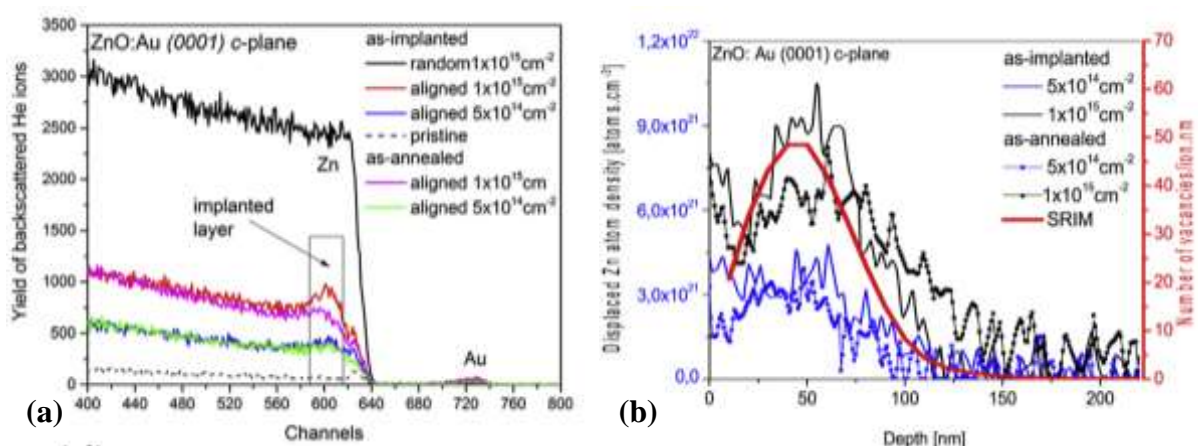 ZnO:Au (0001) c-plane
as-implanted
random1x10¹⁵cm⁻²
aligned 1x10¹⁵cm⁻²
aligned 5x10¹⁴cm⁻²
pristine
as-annealed
aligned 1x10¹⁵cm
aligned 5x10¹⁴cm⁻²
Zn
implanted
layer
Au
Yield of backscattered He ions
3500
3000
2500
2000
1500
1000
500
0
400 440 480 520 560 600 640 680 720 760 800
Channels
(a)
ZnO: Au (0001) c-plane
as-implanted
5x10¹⁴cm⁻²
1x10¹⁵cm⁻²
as-annealed
5x10¹⁴cm⁻²
1x10¹⁵cm⁻²
SRIM
Displaced Zn atom density [atoms.cm⁻²]
1,2x10²²
9,0x10²¹
6,0x10²¹
3,0x10²¹
0,0
0 50 100 150 200
Depth [nm]
Number of vacancies/ion.nm
70
60
50
40
30
20
10
0
(b)